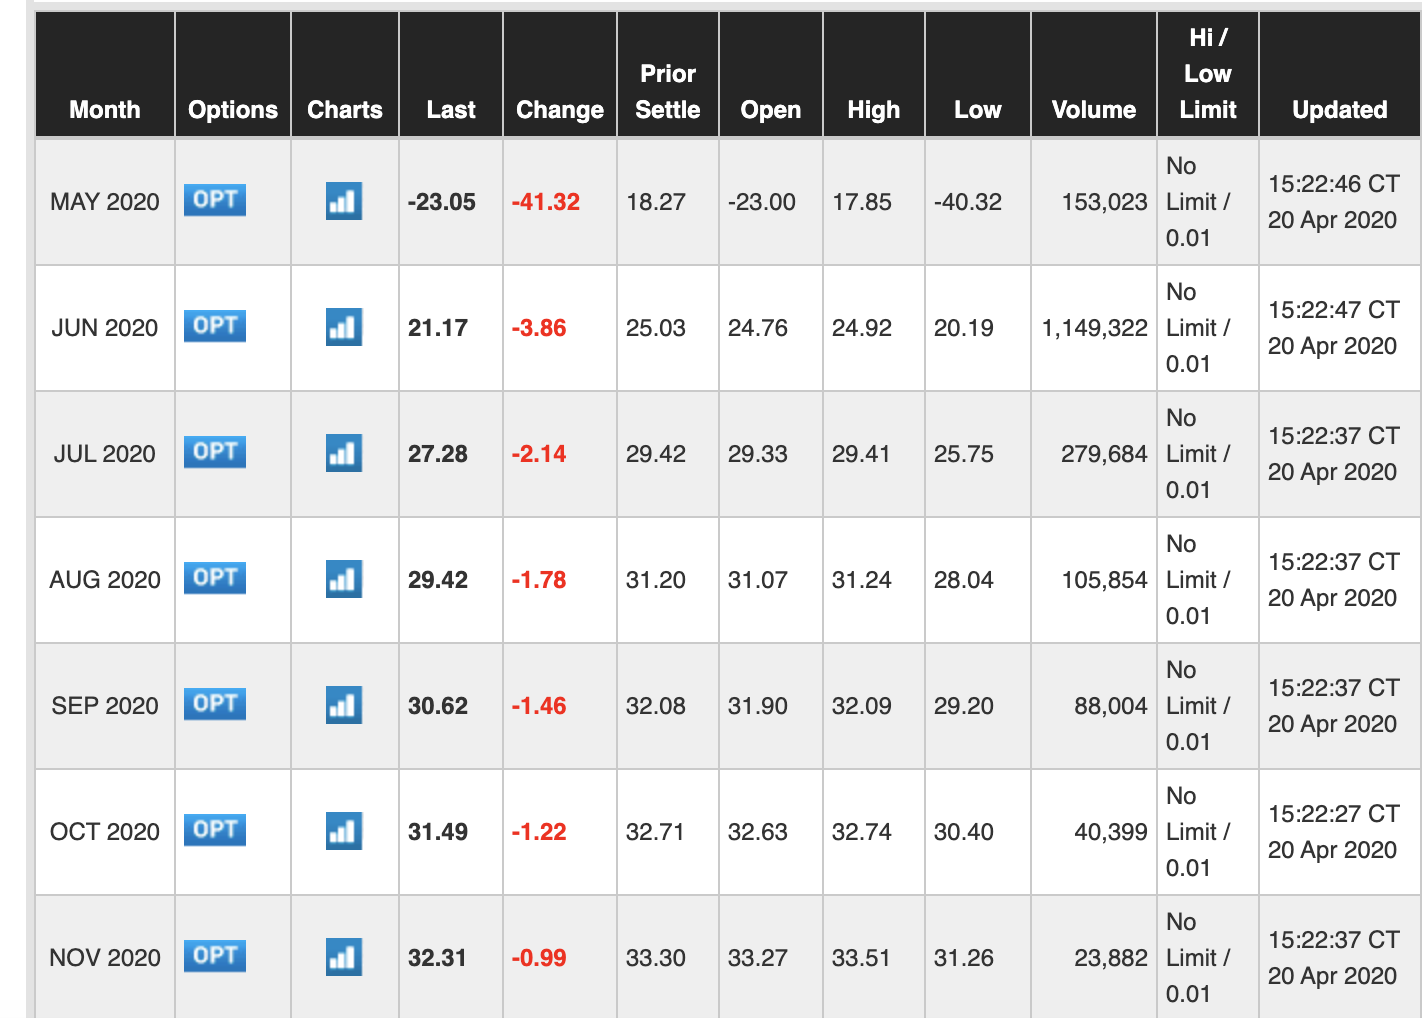 Month Options Charts Last Change Prior Settle Open High Low Volume Hi / Low Limit Updated
MAY 2020 OPT -23.05 -41.32 18.27 -23.00 17.85 -40.32 153,023 No Limit / 0.01 15:22:46 CT 20 Apr 2020
JUN 2020 OPT 21.17 -3.86 25.03 24.76 24.92 20.19 1,149,322 No Limit / 0.01 15:22:47 CT 20 Apr 2020
JUL 2020 OPT 27.28 -2.14 29.42 29.33 29.41 25.75 279,684 No Limit / 0.01 15:22:37 CT 20 Apr 2020
AUG 2020 OPT 29.42 -1.78 31.20 31.07 31.24 28.04 105,854 No Limit / 0.01 15:22:37 CT 20 Apr 2020
SEP 2020 OPT 30.62 -1.46 32.08 31.90 32.09 29.20 88,004 No Limit / 0.01 15:22:37 CT 20 Apr 2020
OCT 2020 OPT 31.49 -1.22 32.71 32.63 32.74 30.40 40,399 No Limit / 0.01 15:22:27 CT 20 Apr 2020
NOV 2020 OPT 32.31 -0.99 33.30 33.27 33.51 31.26 23,882 No Limit / 0.01 15:22:37 CT 20 Apr 2020